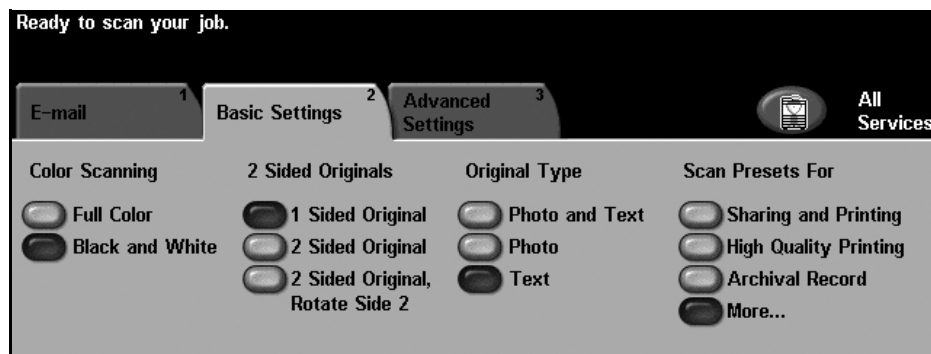 Ready to scan your job.
E-mail
1
Basic Settings
2
Advanced
Settings
3
All
Services
Color Scanning
Full Color
Black and White
2 Sided Originals
1 Sided Original
2 Sided Original
2 Sided Original,
Rotate Side 2
Original Type
Photo and Text
Photo
Text
Scan Presets For
Sharing and Printing
High Quality Printing
Archival Record
More...